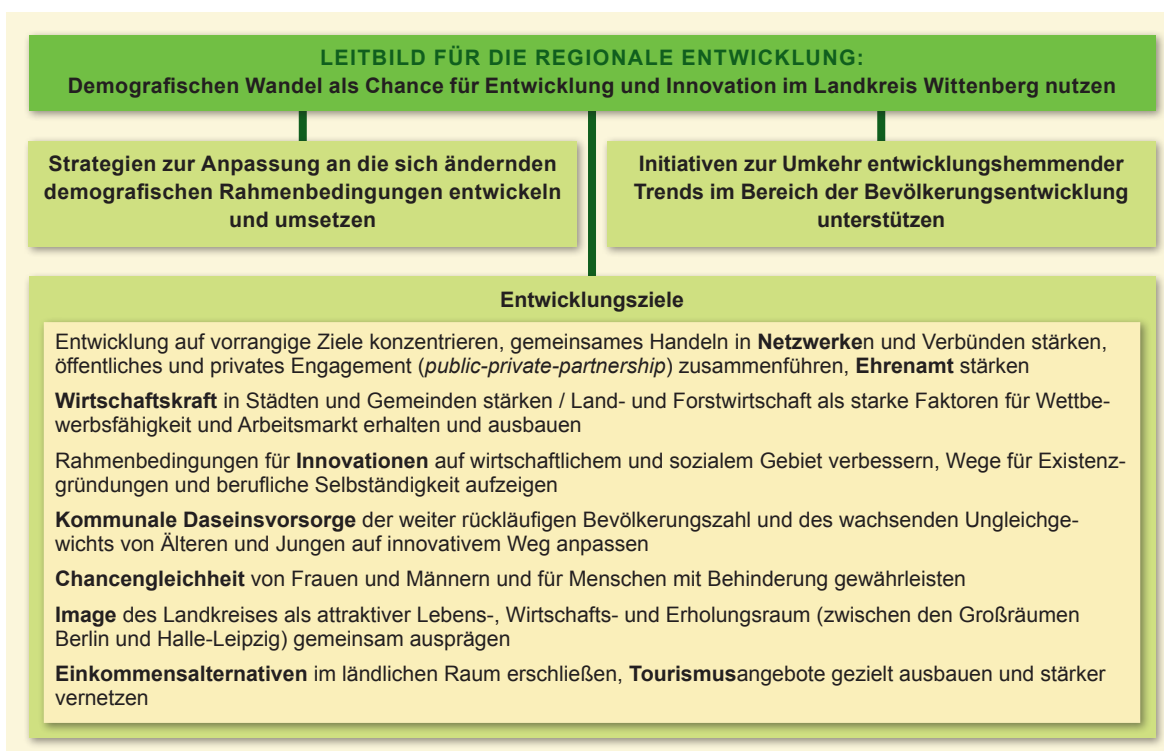 LEITBILD FÜR DIE REGIONALE ENTWICKLUNG:
Demografischen Wandel als Chance für Entwicklung und Innovation im Landkreis Wittenberg nutzen
Strategien zur Anpassung an die sich ändernden
demografischen Rahmenbedingungen entwickeln
und umsetzen
Initiativen zur Umkehr entwicklungshemmender
Trends im Bereich der Bevölkerungsentwicklung
unterstützen
Entwicklungsziele
Entwicklung auf vorrangige Ziele konzentrieren, gemeinsames Handeln in Netzwerken und Verbünden stärken,
öffentliches und privates Engagement (public-private-partnership) zusammenführen, Ehrenamt stärken
Wirtschaftskraft in Städten und Gemeinden stärken / Land- und Forstwirtschaft als starke Faktoren für Wettbe-
werbsfähigkeit und Arbeitsmarkt erhalten und ausbauen
Rahmenbedingungen für Innovationen auf wirtschaftlichem und sozialem Gebiet verbessern, Wege für Existenz-
gründungen und berufliche Selbständigkeit aufzeigen
Kommunale Daseinsvorsorge der weiter rückläufigen Bevölkerungszahl und des wachsenden Ungleichge-
wichts von Älteren und Jungen auf innovativem Weg anpassen
Chancengleichheit von Frauen und Männern und für Menschen mit Behinderung gewährleisten
Image des Landkreises als attraktiver Lebens-, Wirtschafts- und Erholungsraum (zwischen den Großräumen
Berlin und Halle-Leipzig) gemeinsam ausprägen
Einkommensalternativen im ländlichen Raum erschließen, Tourismusangebote gezielt ausbauen und stärker
vernetzen